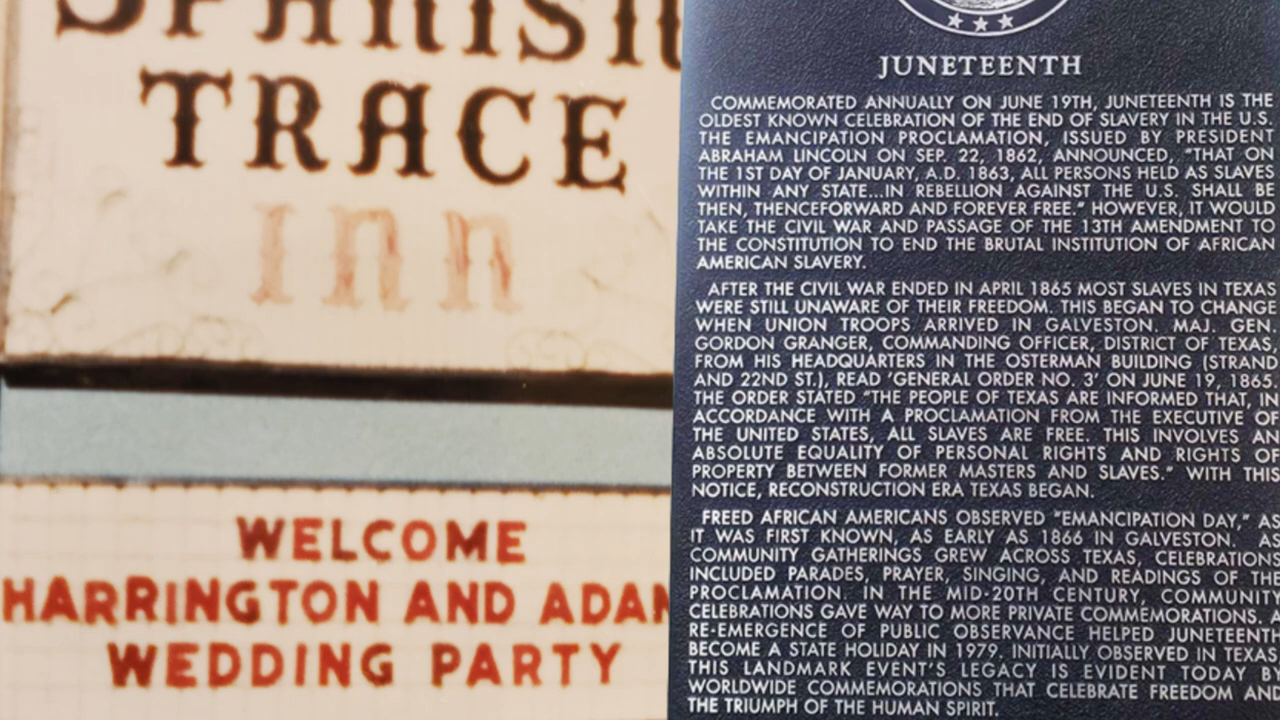 SPANISH
TRACE
INN
WELCOME
HARRINGTON AND ADAM
WEDDING PARTY
JUNETEENTH
COMMEMORATED ANNUALLY ON JUNE 19TH, JUNETEENTH IS THE
OLDEST KNOWN CELEBRATION OF THE END OF SLAVERY IN THE U.S.
THE EMANCIPATION PROCLAMATION, ISSUED BY PRESIDENT
ABRAHAM LINCOLN ON SEP. 22, 1862, ANNOUNCED, "THAT ON
THE 1ST DAY OF JANUARY, A.D. 1863, ALL PERSONS HELD AS SLAVES
WITHIN ANY STATE...IN REBELLION AGAINST THE U.S. SHALL BE
THEN, THENCEFORWARD AND FOREVER FREE." HOWEVER, IT WOULD
TAKE THE CIVIL WAR AND PASSAGE OF THE 13TH AMENDMENT TO
THE CONSTITUTION TO END THE BRUTAL INSTITUTION OF AFRICAN
AMERICAN SLAVERY.
AFTER THE CIVIL WAR ENDED IN APRIL 1865 MOST SLAVES IN TEXAS
WERE STILL UNAWARE OF THEIR FREEDOM. THIS BEGAN TO CHANGE
WHEN UNION TROOPS ARRIVED IN GALVESTON. MAJ. GEN.
GORDON GRANGER, COMMANDING OFFICER, DISTRICT OF TEXAS,
FROM HIS HEADQUARTERS IN THE OSTERMAN BUILDING (STRAND
AND 22ND ST.), READ 'GENERAL ORDER NO. 3' ON JUNE 19, 1865.
THE ORDER STATED "THE PEOPLE OF TEXAS ARE INFORMED THAT, IN
ACCORDANCE WITH A PROCLAMATION FROM THE EXECUTIVE OF
THE UNITED STATES, ALL SLAVES ARE FREE. THIS INVOLVES AN
ABSOLUTE EQUALITY OF PERSONAL RIGHTS AND RIGHTS OF
PROPERTY BETWEEN FORMER MASTERS AND SLAVES." WITH THIS
NOTICE, RECONSTRUCTION ERA TEXAS BEGAN.
FREED AFRICAN AMERICANS OBSERVED "EMANCIPATION DAY," AS
IT WAS FIRST KNOWN, AS EARLY AS 1866 IN GALVESTON. AS
COMMUNITY GATHERINGS GREW ACROSS TEXAS, CELEBRATIONS
INCLUDED PARADES, PRAYER, SINGING, AND READINGS OF THE
PROCLAMATION. IN THE MID-20TH CENTURY, COMMUNITY
CELEBRATIONS GAVE WAY TO MORE PRIVATE COMMEMORATIONS. A
RE-EMERGENCE OF PUBLIC OBSERVANCE HELPED JUNETEENTH
BECOME A STATE HOLIDAY IN 1979. INITIALLY OBSERVED IN TEXAS,
THIS LANDMARK EVENT'S LEGACY IS EVIDENT TODAY BY
WORLDWIDE COMMEMORATIONS THAT CELEBRATE FREEDOM AND
THE TRIUMPH OF THE HUMAN SPIRIT.